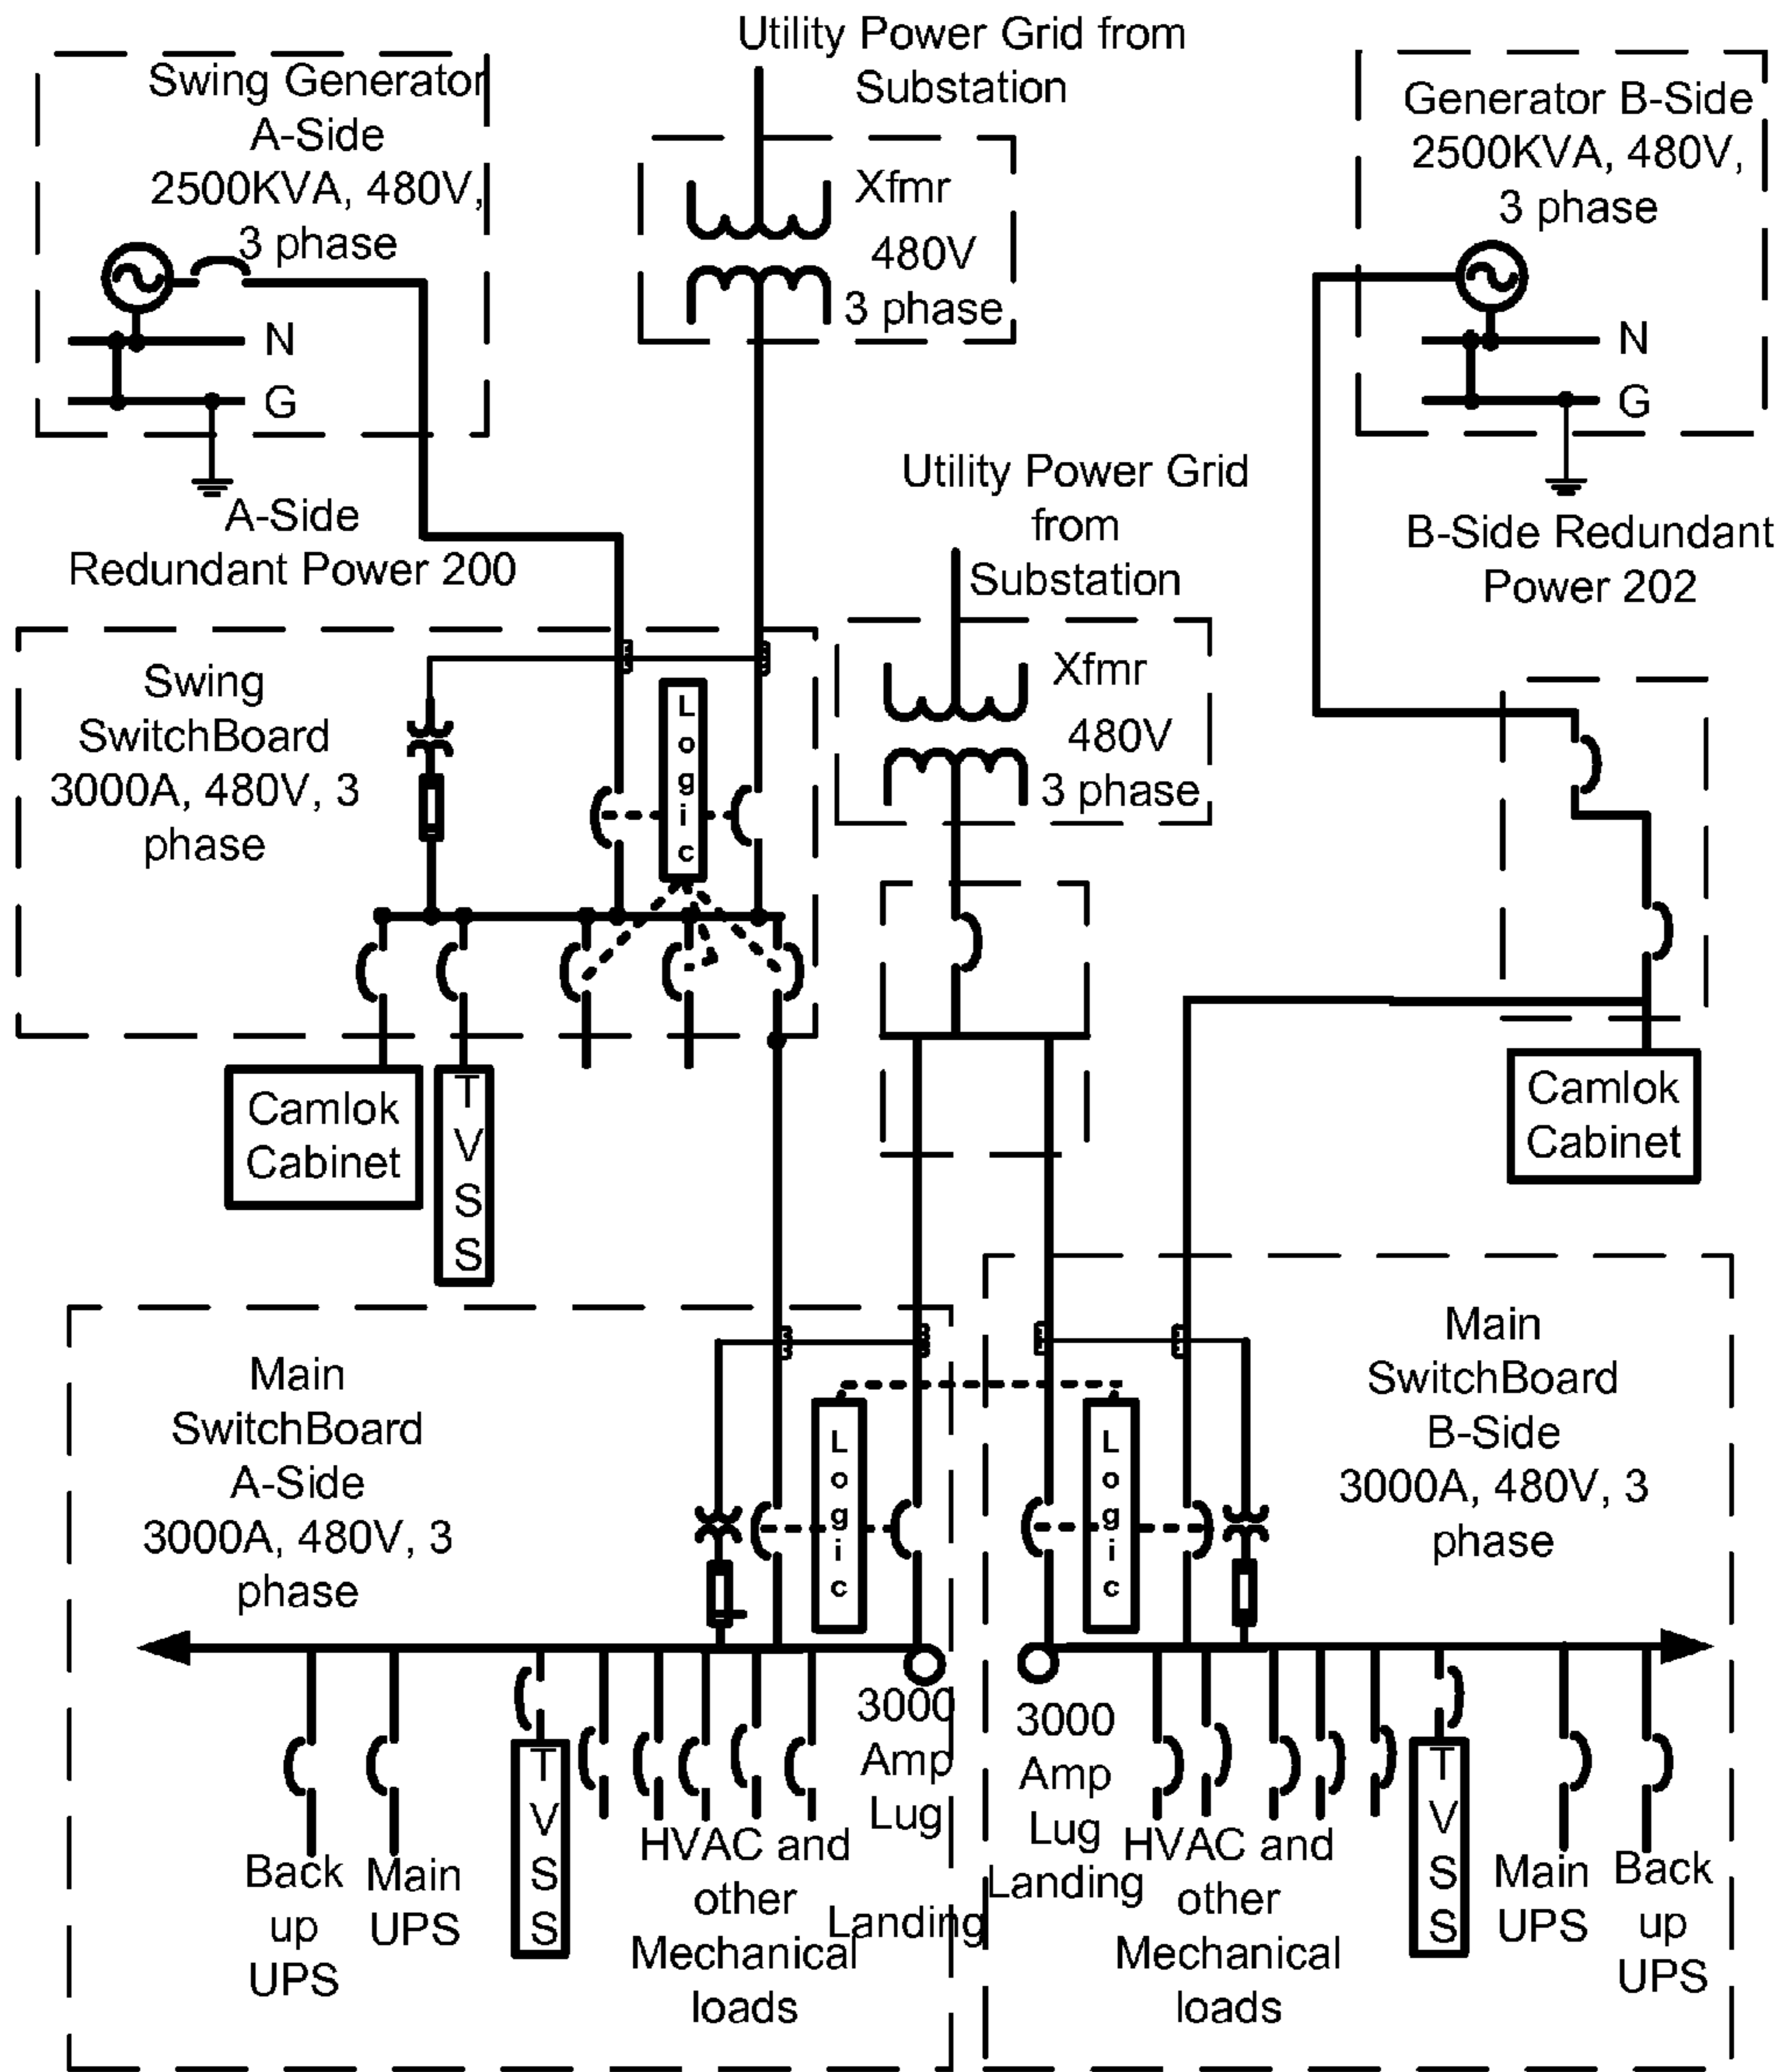 Utility Power Grid from
Substation
Swing Generator
A-Side
2500KVA, 480V,
3 phase
N
G
A-Side
Redundant Power 200
Xfmr
480V
3 phase
Generator B-Side
2500KVA, 480V,
3 phase
N
G
B-Side Redundant
Power 202
Utility Power Grid
from
Substation
Xfmr
480V
3 phase
Swing
SwitchBoard
3000A, 480V, 3
phase
L
o
g
i
c
Camlok
Cabinet
T
V
S
S
Camlok
Cabinet
Main
SwitchBoard
A-Side
3000A, 480V, 3
phase
L
o
g
i
c
L
o
g
i
c
Main
SwitchBoard
B-Side
3000A, 480V, 3
phase
Back
up
UPS
Main
UPS
T
V
S
S
HVAC and
other
Mechanical
loads
3000
Amp
Lug
Landing
3000
Amp
Lug
Landing
HVAC and
other
Mechanical
loads
T
V
S
S
Main
UPS
Back
up
UPS